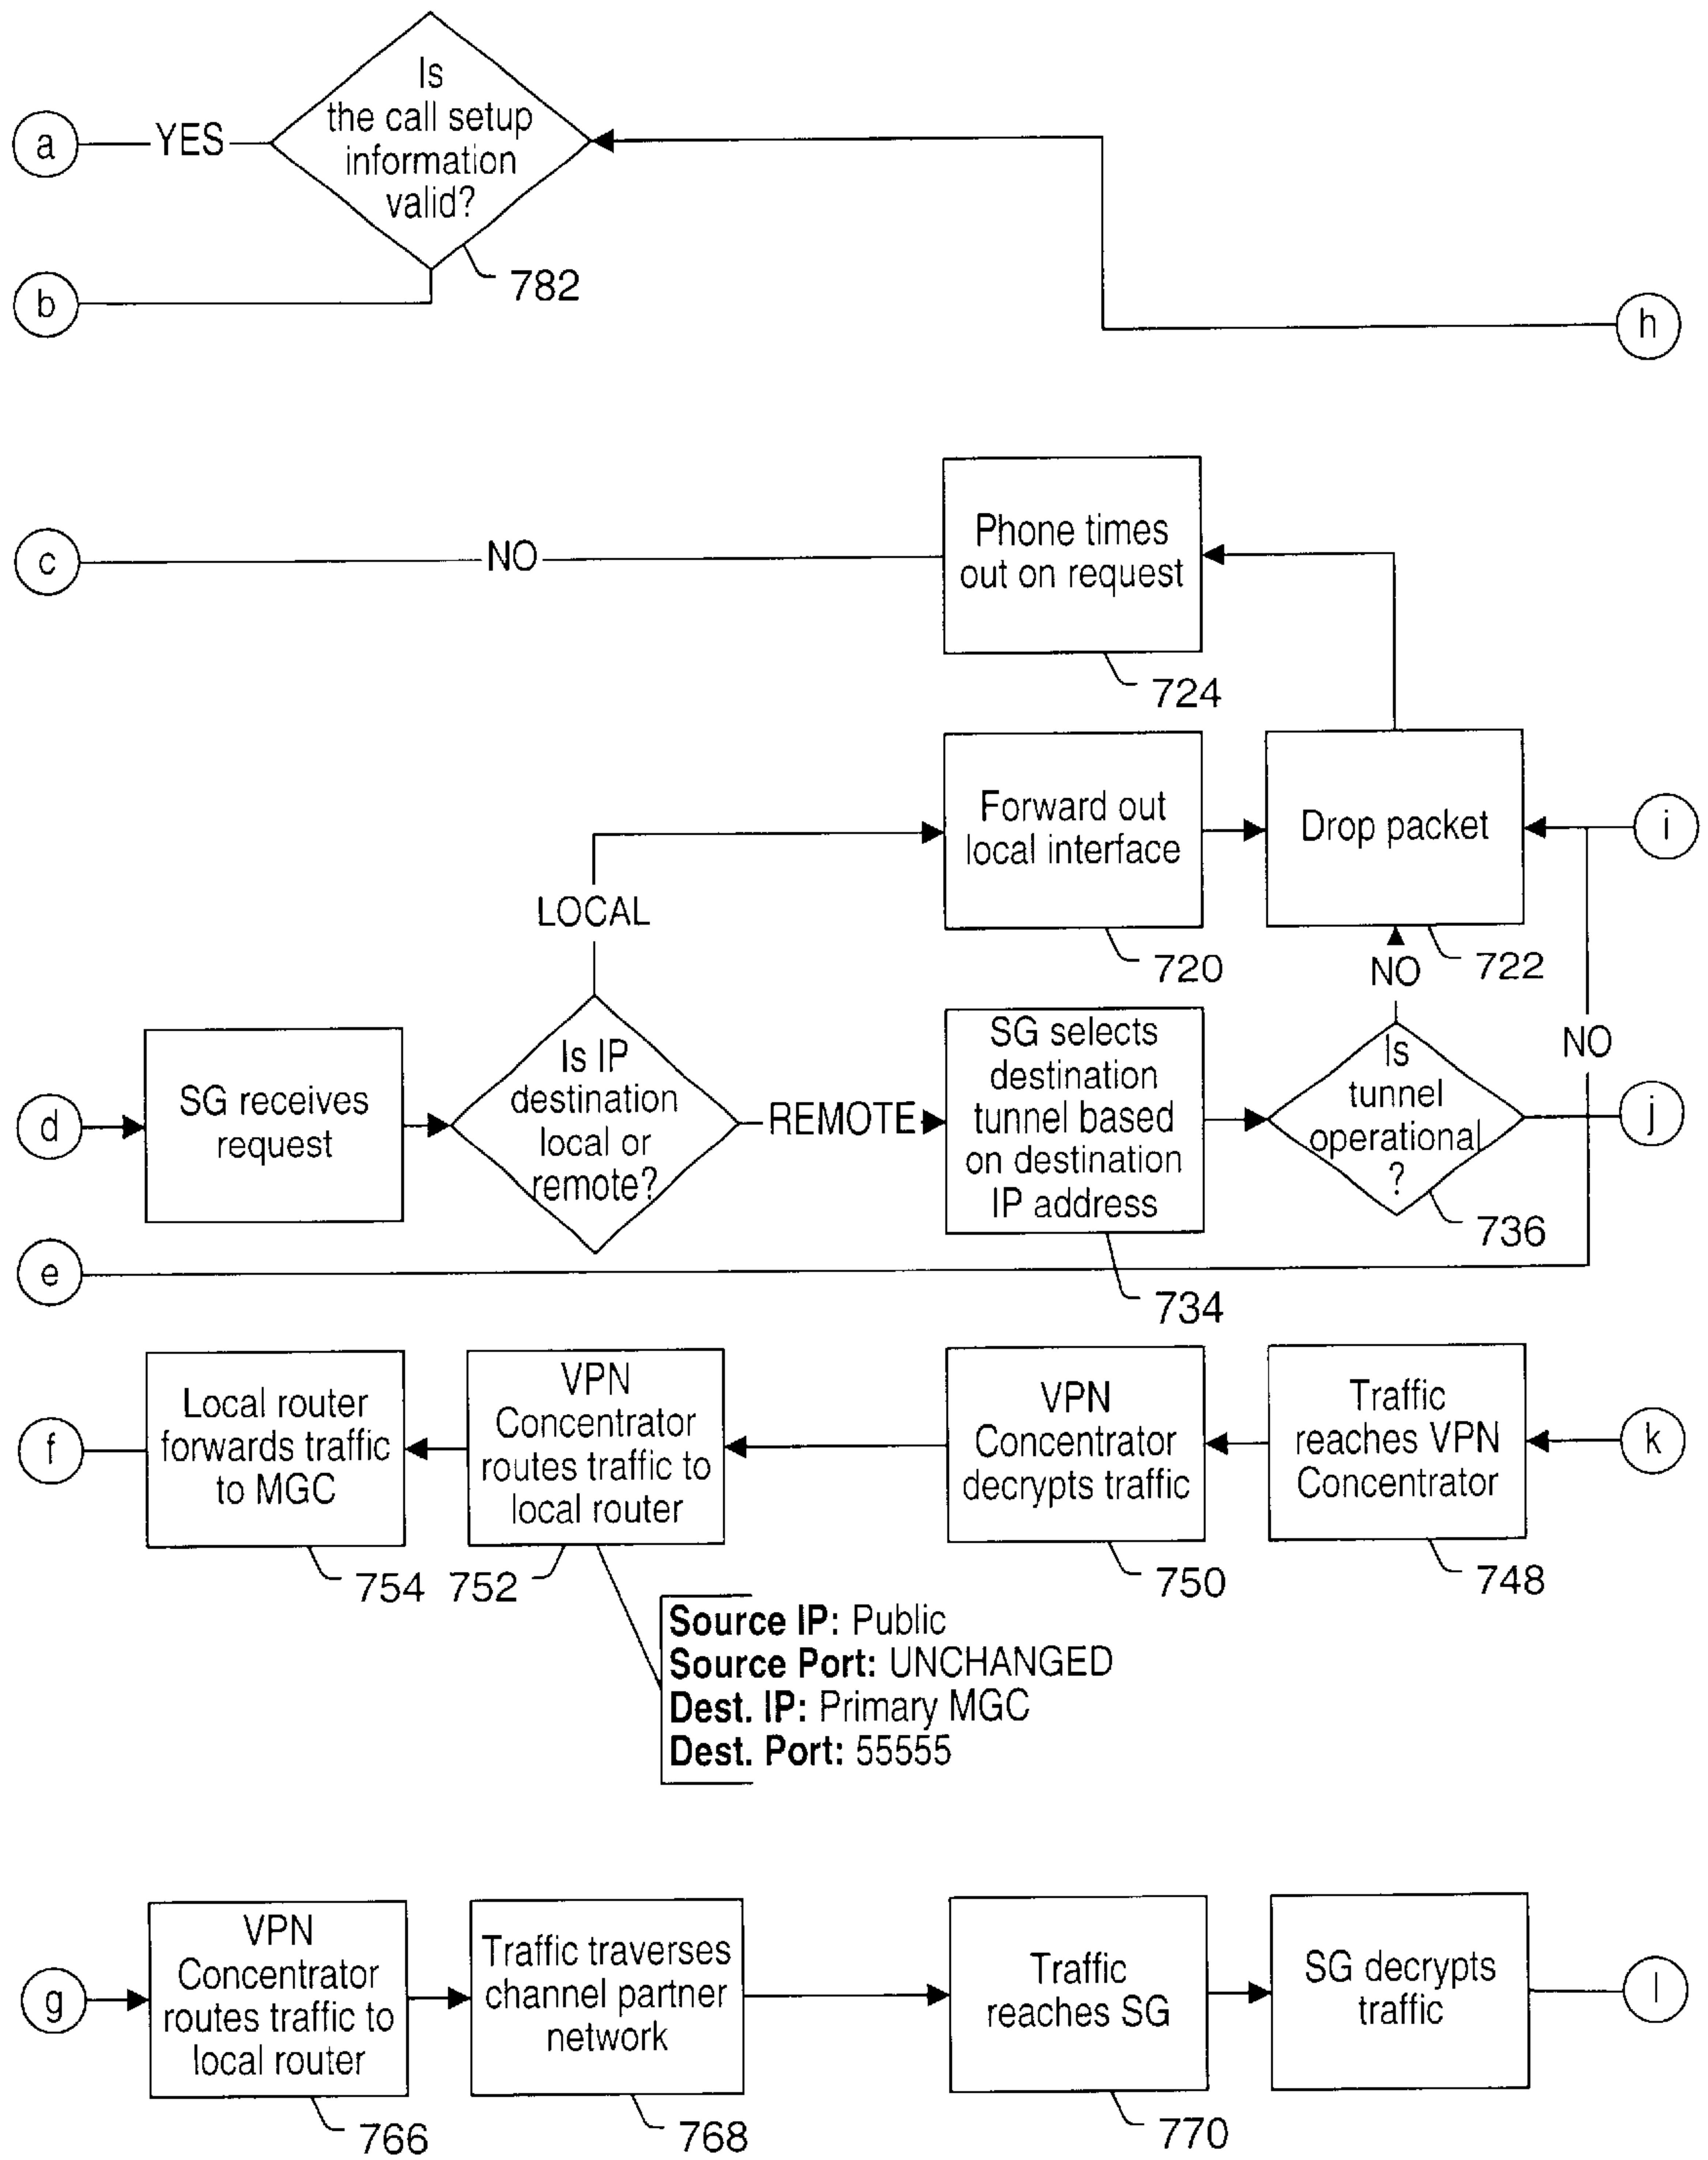 Is
the call setup
information
valid?
a
YES
782
b
h
Phone times
out on request
c
NO
724
Forward out
local interface
Drop packet
i
LOCAL
720
NO
722
SG receives
request
Is IP
destination
local or
remote?
REMOTE
SG selects
destination
tunnel based
on destination
IP address
Is
tunnel
operational
?
NO
d
j
736
e
734
Local router
forwards traffic
to MGC
VPN
Concentrator
routes traffic to
local router
VPN
Concentrator
decrypts traffic
Traffic
reaches VPN
Concentrator
f
k
754
752
750
748
Source IP: Public
Source Port: UNCHANGED
Dest. IP: Primary MGC
Dest. Port: 55555
g
VPN
Concentrator
routes traffic to
local router
Traffic traverses
channel partner
network
Traffic
reaches SG
SG decrypts
traffic
l
766
768
770